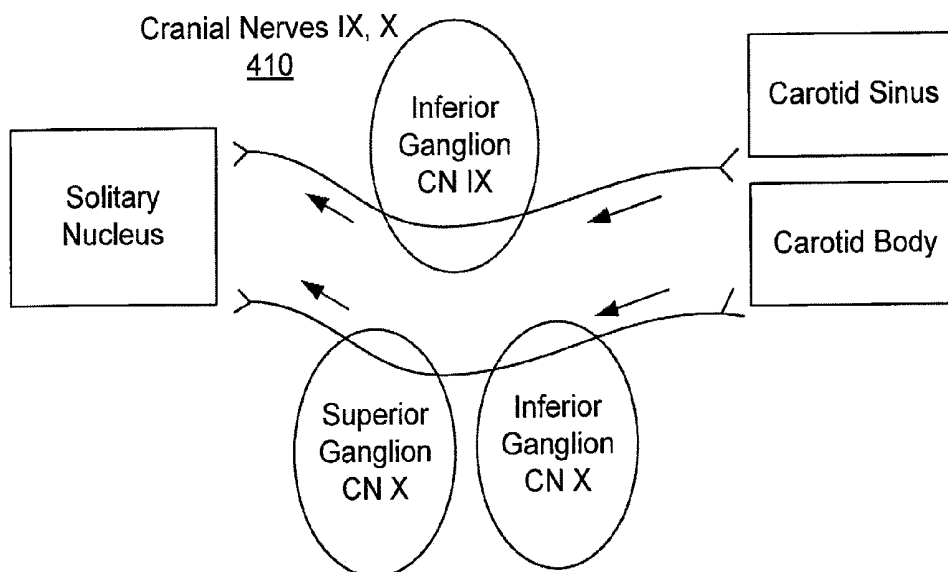 Cranial Nerves IX, X
410
Inferior
Ganglion
CN IX
Carotid Sinus
Solitary
Nucleus
Carotid Body
Superior
Ganglion
CN X
Inferior
Ganglion
CN X